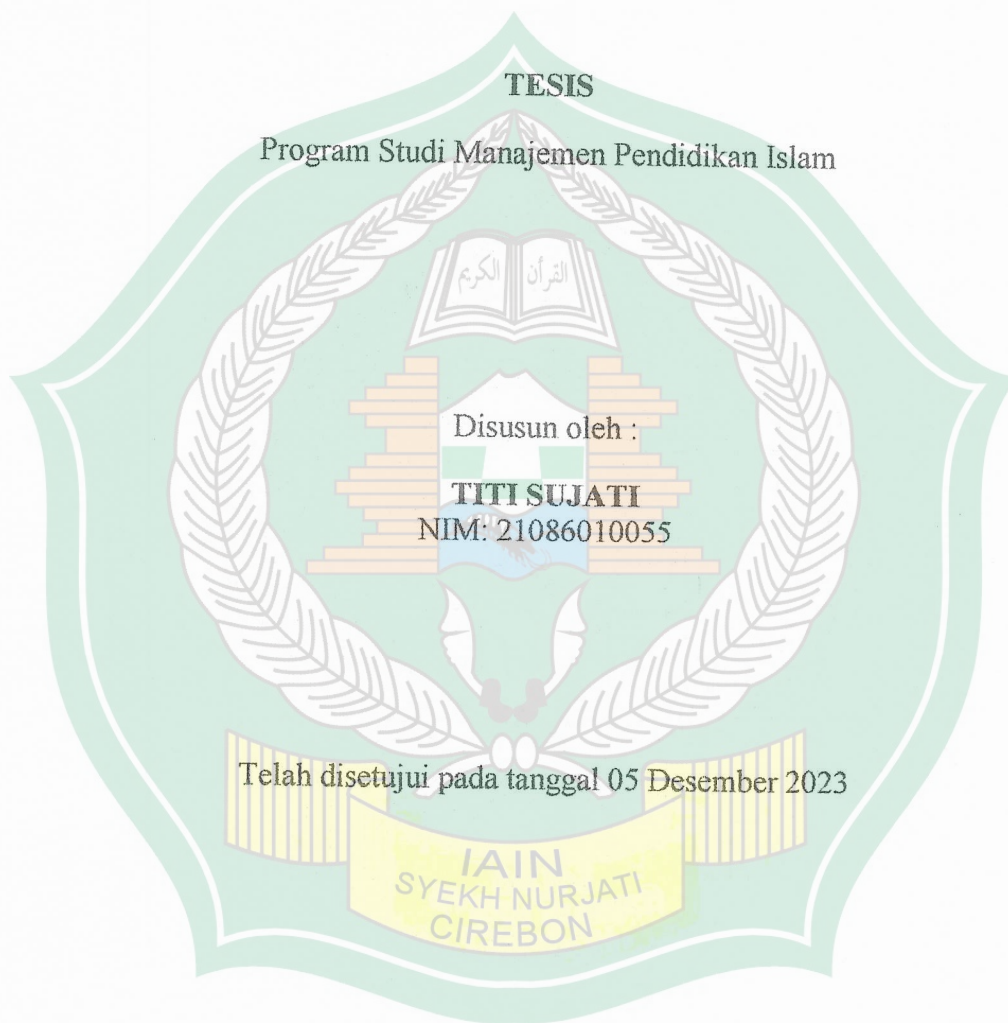 TESIS
Program Studi Manajemen Pendidikan Islam
القرأن الكريم
Disusun oleh :
TITI SUJATI
NIM: 21086010055
Telah disetujui pada tanggal 05 Desember 2023
IAIN
SYEKH NURJATI
CIREBON